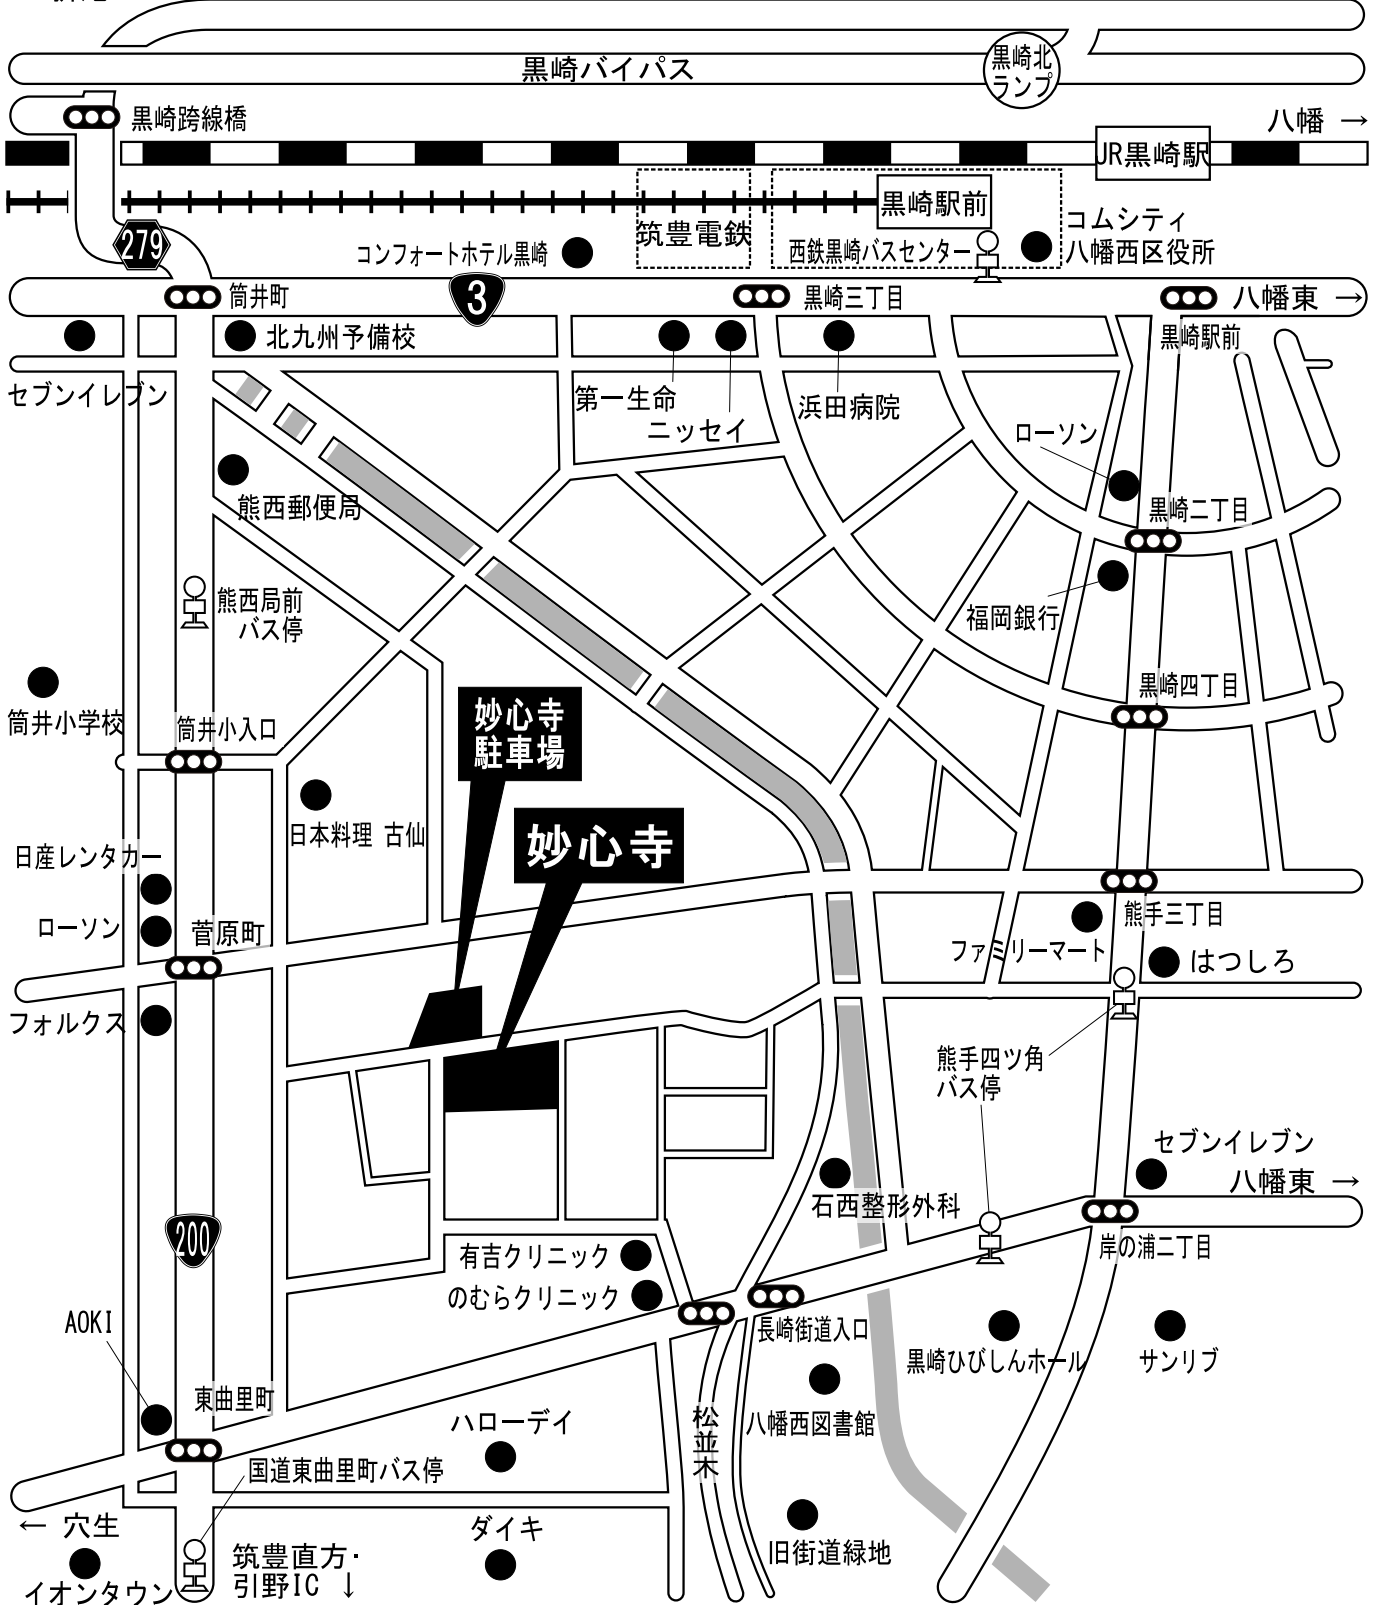 黒崎バイパス
黒崎北
ランプ
黒崎跨線橋
八幡 →
JR黒崎駅
279
筑豊電鉄
黒崎駅前
コムシティ
八幡西区役所
コンフォートホテル黒崎
西鉄黒崎バスセンター
筒井町
3
黒崎三丁目
八幡東 →
黒崎駅前
北九州予備校
セブンイレブン
第一生命
ニッセイ
浜田病院
ローソン
熊西郵便局
黒崎二丁目
熊西局前
バス停
福岡銀行
筒井小学校
筒井小入口
黒崎四丁目
妙心寺
駐車場
日本料理 古仙
妙心寺
日産レンタカー
ローソン
菅原町
フォルクス
熊手三丁目
ファミリーマート
はつしろ
熊手四ツ角
バス停
セブンイレブン
八幡東 →
石西整形外科
200
有吉クリニック
のむらクリニック
岸の浦二丁目
AOKI
長崎街道入口
黒崎ひびしんホール
サンリブ
東曲里町
ハローデイ
松並木
八幡西図書館
国道東曲里町バス停
← 穴生
ダイキ
旧街道緑地
イオンタウン
筑豊直方・
引野IC ↓